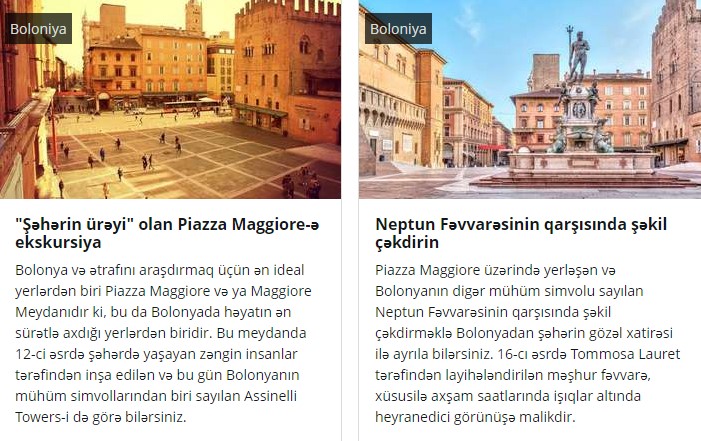 Boloniya
"Şəhərin ürəyi" olan Piazza Maggiore-ə
ekskursiya
Bolonya və ətrafını araşdırmaq üçün ən ideal
yerlərdən biri Piazza Maggiore və ya Maggiore
Meydanıdır ki, bu da Bolonyada həyatın ən
sürətlə axdığı yerlərdən biridir. Bu meydanda
12-ci əsrdə şəhərdə yaşayan zəngin insanlar
tərəfindən inşa edilən və bu gün Bolonyanın
mühüm simvollarından biri sayılan Assinelli
Towers-i də görə bilərsiniz.
Boloniya
Neptun Fəvvarəsinin qarşısında şəkil
çəkdirin
Piazza Maggiore üzərində yerləşən və
Bolonyanın digər mühüm simvolu sayılan
Neptun Fəvvarəsinin qarşısında şəkil
çəkdirməklə Bolonyadan şəhərin gözəl xatirəsi
ilə ayrıla bilərsiniz. 16-cı əsrdə Tommosa Lauret
tərəfindən layihələndirilən məşhur fəvvarə,
xüsusilə axşam saatlarında işıqlar altında
heyranedici görünüşə malikdir.